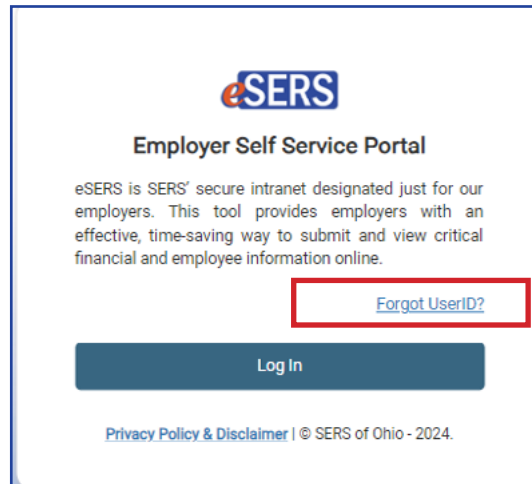 eSERS
Employer Self Service Portal
eSERS is SERS' secure intranet designated just for our
employers. This tool provides employers with an
effective, time-saving way to submit and view critical
financial and employee information online.
Forgot UserID?
Log In
Privacy Policy & Disclaimer | © SERS of Ohio - 2024.